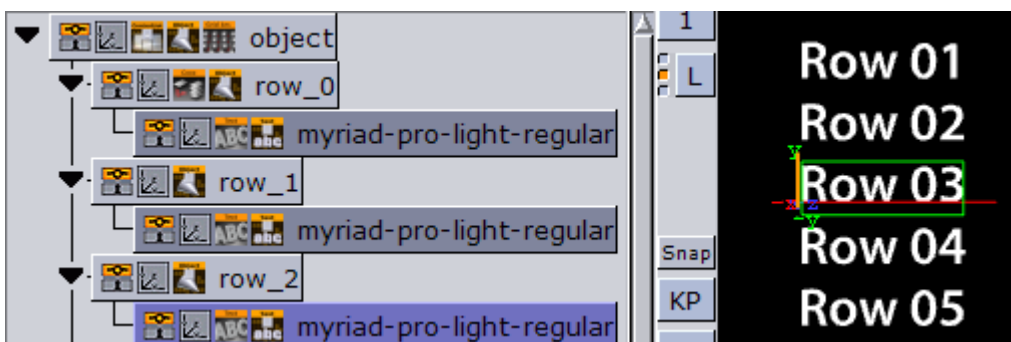 object
row_0
myriad-pro-light-regular
row_1
myriad-pro-light-regular
row_2
myriad-pro-light-regular
1
L
Snap
KP
Row 01
Row 02
Row 03
Row 04
Row 05